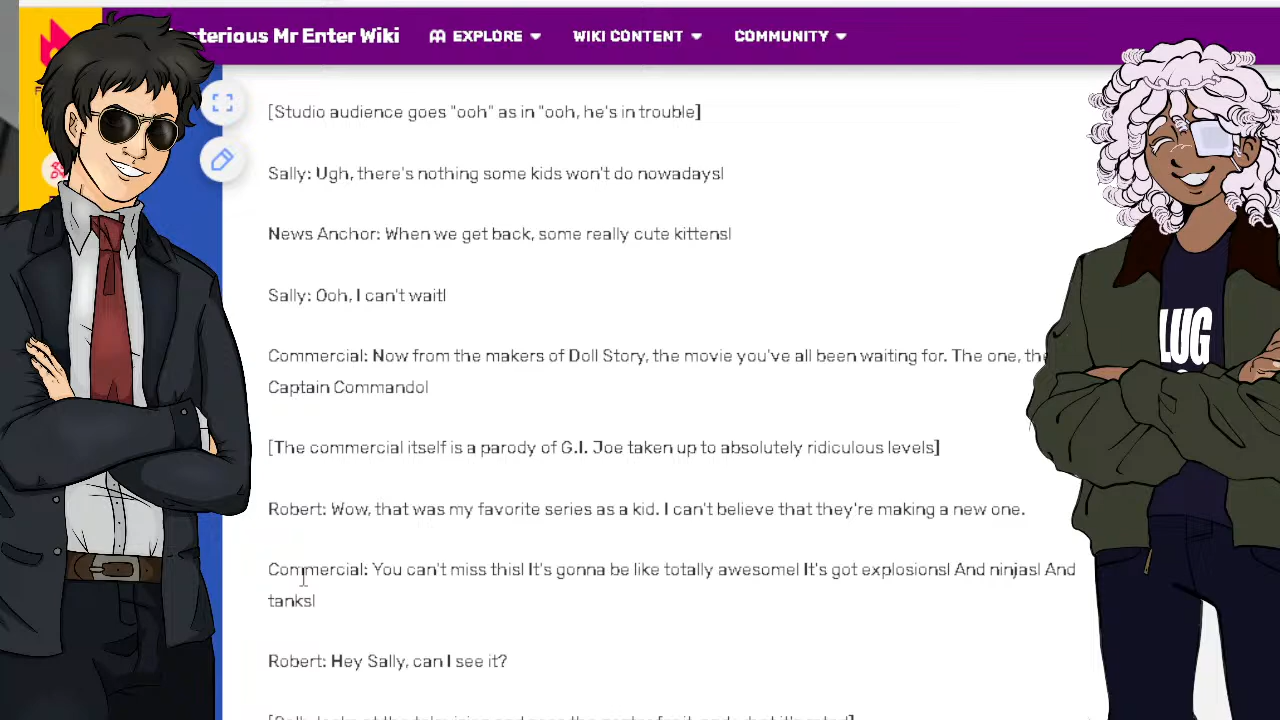 sterious Mr Enter Wiki EXPLORE WIKI CONTENT COMMUNITY
[Studio audience goes "ooh" as in "ooh, he's in trouble]
Sally: Ugh, there's nothing some kids won't do nowadays!
News Anchor: When we get back, some really cute kittens!
Sally: Ooh, I can't wait!
Commercial: Now from the makers of Doll Story, the movie you've all been waiting for. The one, the
Captain Commando!
[The commercial itself is a parody of G.I. Joe taken up to absolutely ridiculous levels]
Robert: Wow, that was my favorite series as a kid. I can't believe that they're making a new one.
Commercial: You can't miss this! It's gonna be like totally awesome! It's got explosions! And ninjas! And
tanks!
Robert: Hey Sally, can I see it?
LUG